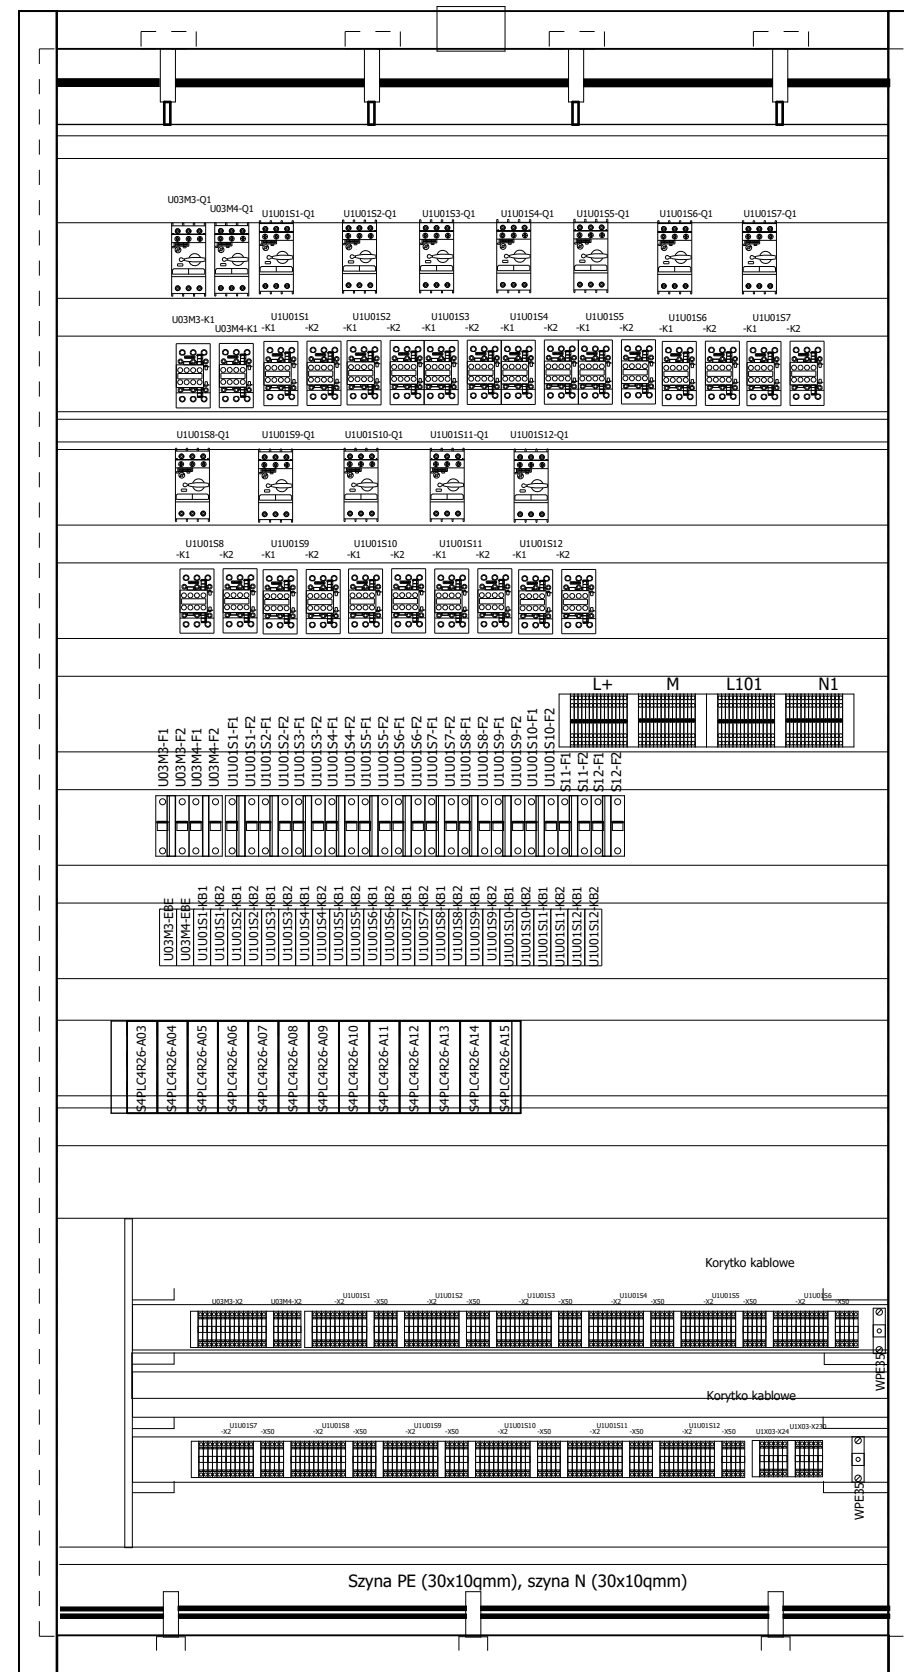 U03M3-Q1
U03M4-Q1
U1U01S1-Q1
U1U01S2-Q1
U1U01S3-Q1
U1U01S4-Q1
U1U01S5-Q1
U1U01S6-Q1
U1U01S7-Q1
U03M3-K1
U03M4-K1
U1U01S1
-K1 -K2
U1U01S2
-K1 -K2
U1U01S3
-K1 -K2
U1U01S4
-K1 -K2
U1U01S5
-K1 -K2
U1U01S6
-K1 -K2
U1U01S7
-K1 -K2
U1U01S8-Q1
U1U01S9-Q1
U1U01S10-Q1
U1U01S11-Q1
U1U01S12-Q1
U1U01S8
-K1 -K2
U1U01S9
-K1 -K2
U1U01S10
-K1 -K2
U1U01S11
-K1 -K2
U1U01S12
-K1 -K2
L+
M
L101
N1
U03M3-F1
U03M3-F2
U03M4-F1
U03M4-F2
U1U01S1-F1
U1U01S1-F2
U1U01S2-F1
U1U01S2-F2
U1U01S3-F1
U1U01S3-F2
U1U01S4-F1
U1U01S4-F2
U1U01S5-F1
U1U01S5-F2
U1U01S6-F1
U1U01S6-F2
U1U01S7-F1
U1U01S7-F2
U1U01S8-F1
U1U01S8-F2
U1U01S9-F1
U1U01S9-F2
U1U01S10-F1
U1U01S10-F2
S11-F1
S11-F2
S12-F1
S12-F2
U03M3-EBE
U03M4-EBE
U1U01S1-KB1
U1U01S1-KB2
U1U01S2-KB1
U1U01S2-KB2
U1U01S3-KB1
U1U01S3-KB2
U1U01S4-KB1
U1U01S4-KB2
U1U01S5-KB1
U1U01S5-KB2
U1U01S6-KB1
U1U01S6-KB2
U1U01S7-KB1
U1U01S7-KB2
U1U01S8-KB1
U1U01S8-KB2
U1U01S9-KB1
U1U01S9-KB2
U1U01S10-KB1
U1U01S10-KB2
U1U01S11-KB1
U1U01S11-KB2
U1U01S12-KB1
U1U01S12-KB2
S4PLC4R26-A03
S4PLC4R26-A04
S4PLC4R26-A05
S4PLC4R26-A06
S4PLC4R26-A07
S4PLC4R26-A08
S4PLC4R26-A09
S4PLC4R26-A10
S4PLC4R26-A11
S4PLC4R26-A12
S4PLC4R26-A13
S4PLC4R26-A14
S4PLC4R26-A15
Korytko kablowe
U03M3-X2
U03M4-X2
U1U01S1
-X2 -X50
U1U01S2
-X2 -X50
U1U01S3
-X2 -X50
U1U01S4
-X2 -X50
U1U01S5
-X2 -X50
U1U01S6
-X2 -X50
WPE35
Korytko kablowe
U1U01S7
-X2 -X50
U1U01S8
-X2 -X50
U1U01S9
-X2 -X50
U1U01S10
-X2 -X50
U1U01S11
-X2 -X50
U1U01S12
-X2 -X50
U1X03-X24
U1X03-X230
WPE35
Szyna PE (30x10qmm), szyna N (30x10qmm)